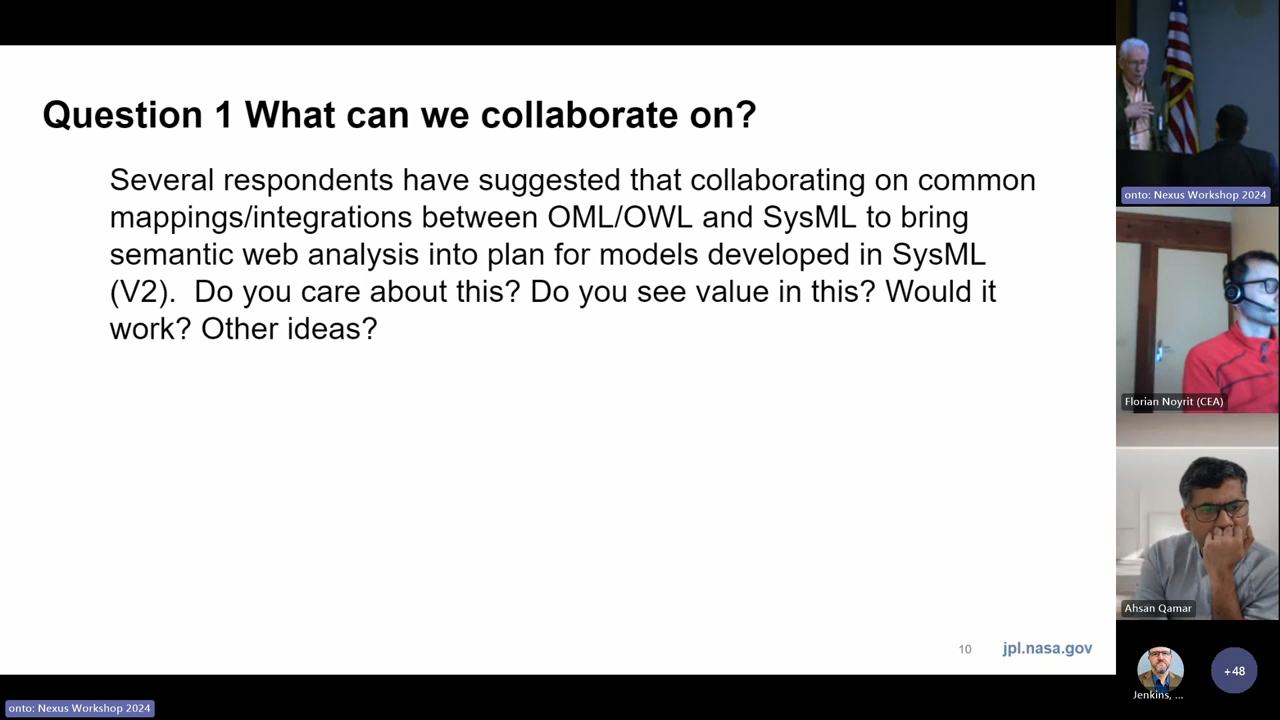 Question 1 What can we collaborate on?
Several respondents have suggested that collaborating on common
mappings/integrations between OML/OWL and SysML to bring
semantic web analysis into plan for models developed in SysML
(V2).  Do you care about this? Do you see value in this? Would it
work? Other ideas?
10
jpl.nasa.gov
onto: Nexus Workshop 2024
onto: Nexus Workshop 2024
Florian Noyrit (CEA)
Ahsan Qamar
Jenkins, ...
+48